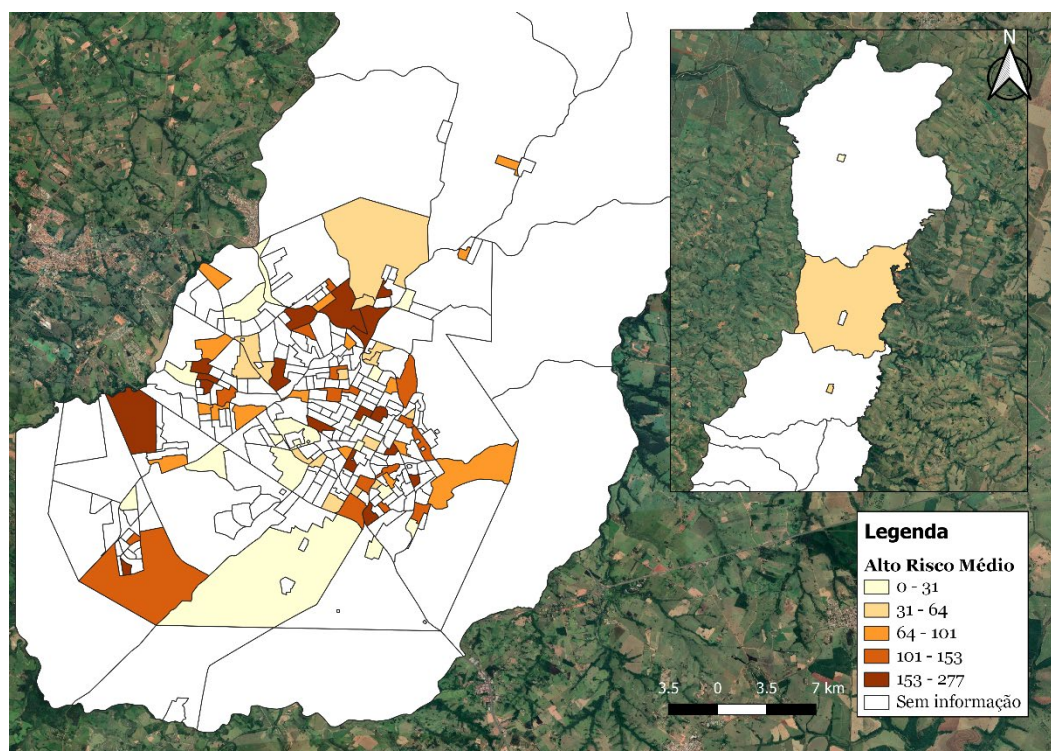 N
Legenda
Alto Risco Médio
0 - 31
31 - 64
64 - 101
101 - 153
153 - 277
Sem informação
3.5 0 3.5 7 km